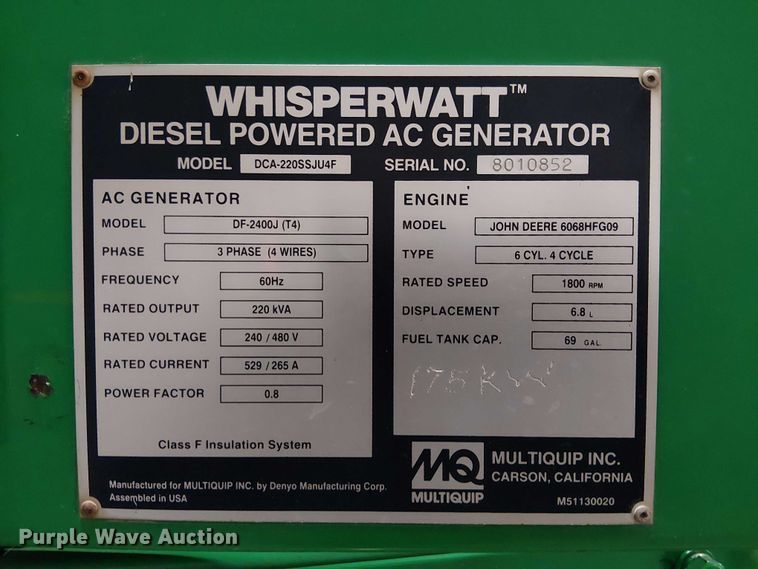 WHISPERWATT™
DIESEL POWERED AC GENERATOR
MODEL DCA-220SSJU4F SERIAL NO. 8010852
AC GENERATOR
MODEL DF-2400J (T4)
PHASE 3 PHASE (4 WIRES)
FREQUENCY 60Hz
RATED OUTPUT 220 kVA
RATED VOLTAGE 240 / 480 V
RATED CURRENT 529 / 265 A
POWER FACTOR 0.8
Class F Insulation System
ENGINE
MODEL JOHN DEERE 6068HFG09
TYPE 6 CYL. 4 CYCLE
RATED SPEED 1800 RPM
DISPLACEMENT 6.8 L
FUEL TANK CAP. 69 GAL.
175KW
Manufactured for MULTIQUIP INC. by Denyo Manufacturing Corp.
Assembled in USA
MQ
MULTIQUIP
MULTIQUIP INC.
CARSON, CALIFORNIA
M51130020
Purple Wave Auction